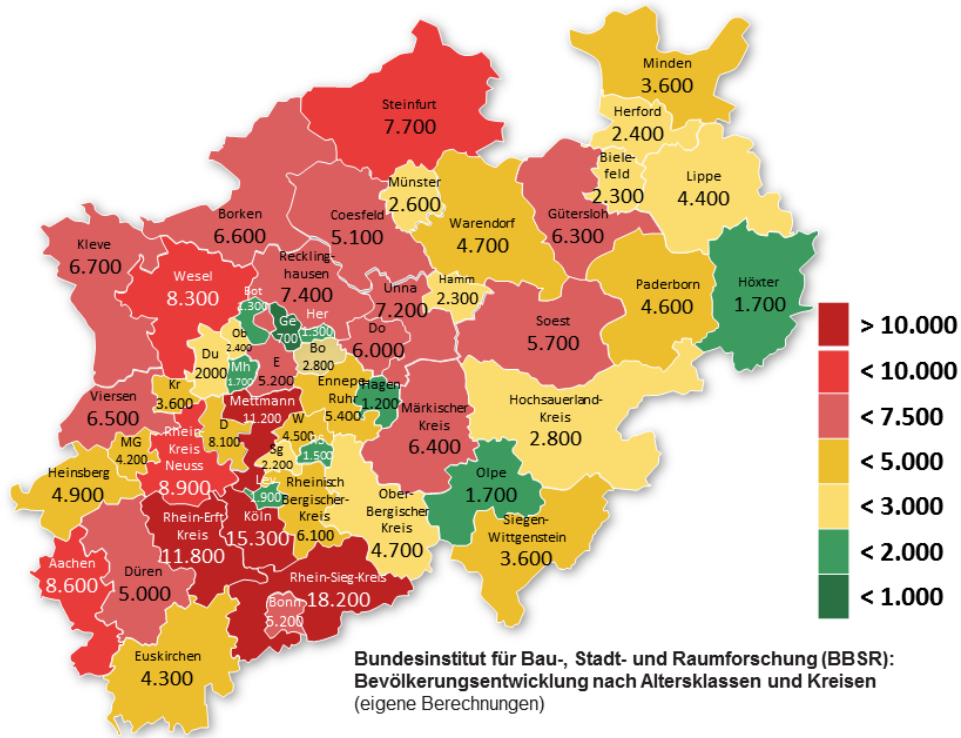 Minden
3.600
Herford
2.400
Steinfurt
7.700
Biele-
feld
2.300
Lippe
4.400
Münster
2.600
Borken
6.600
Coesfeld
5.100
Warendorf
4.700
Gütersloh
6.300
Kleve
6.700
Wesel
8.300
Reckling-
hausen
7.400
Unna
7.200
Hamm
2.300
Paderborn
4.600
Höxter
1.700
Bot
1.300
Ge
700
Her
1.300
Ob
2.400
Do
6.000
Soest
5.700
Du
2000
Mh
1.700
E
5.200
Bo
2.800
Kr
3.600
Mettmann
11.200
Ennepe-
Ruhr
5.400
Hagen
1.200
Märkischer
Kreis
6.400
Hochsauerland-
Kreis
2.800
Viersen
6.500
MG
4.200
Rhein-
Kreis
Neuss
8.900
D
8.100
W
4.500
Sg
2.200
1.500
Heinsberg
4.900
Lev
1.900
Rheinisch
Bergischer-
Kreis
6.100
Ober-
Bergischer
Kreis
4.700
Olpe
1.700
Siegen-
Wittgenstein
3.600
Rhein-Erft
Kreis
11.800
Köln
15.300
Aachen
8.600
Düren
5.000
Rhein-Sieg-Kreis
18.200
Bonn
5.200
Euskirchen
4.300
> 10.000
< 10.000
< 7.500
< 5.000
< 3.000
< 2.000
< 1.000
Bundesinstitut für Bau-, Stadt- und Raumforschung (BBSR):
Bevölkerungsentwicklung nach Altersklassen und Kreisen
(eigene Berechnungen)